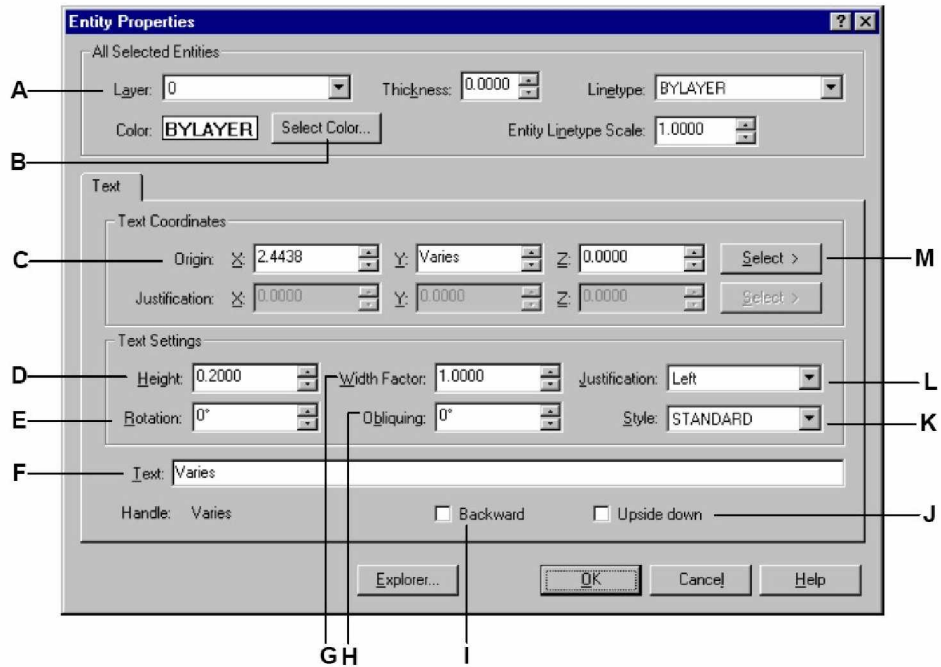 Entity Properties
All Selected Entities
A Layer: 0 Thickness: 0.0000 Linetype: BYLAYER
Color: BYLAYER Select Color... Entity Linetype Scale: 1.0000
B
Text
Text Coordinates
C Origin: X: 2.4438 Y: Varies Z: 0.0000 Select > M
Justification: X: 0.0000 Y: 0.0000 Z: 0.0000 Select >
Text Settings
D Height: 0.2000 Width Factor: 1.0000 Justification: Left L
E Rotation: 0° Obliquing: 0° Style: STANDARD K
F Text: Varies
Handle: Varies Backward Upside down J
Explorer... OK Cancel Help
G H I